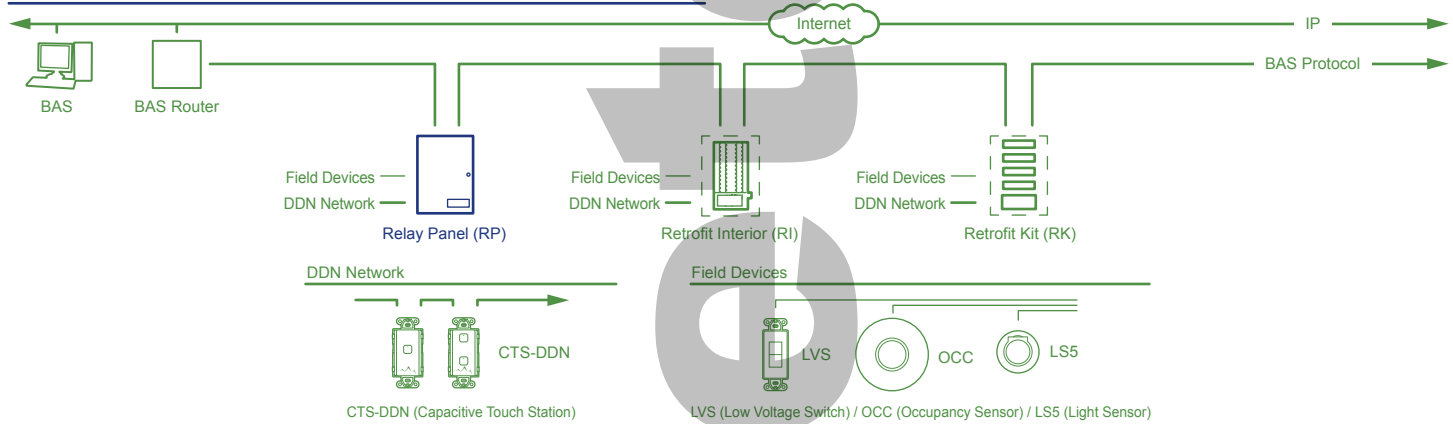 Internet
IP
BAS Protocol
BAS
BAS Router
Field Devices
DDN Network
Relay Panel (RP)
Field Devices
DDN Network
Retrofit Interior (RI)
Field Devices
DDN Network
Retrofit Kit (RK)
DDN Network
CTS-DDN
CTS-DDN (Capacitive Touch Station)
Field Devices
LVS
OCC
LS5
LVS (Low Voltage Switch) / OCC (Occupancy Sensor) / LS5 (Light Sensor)